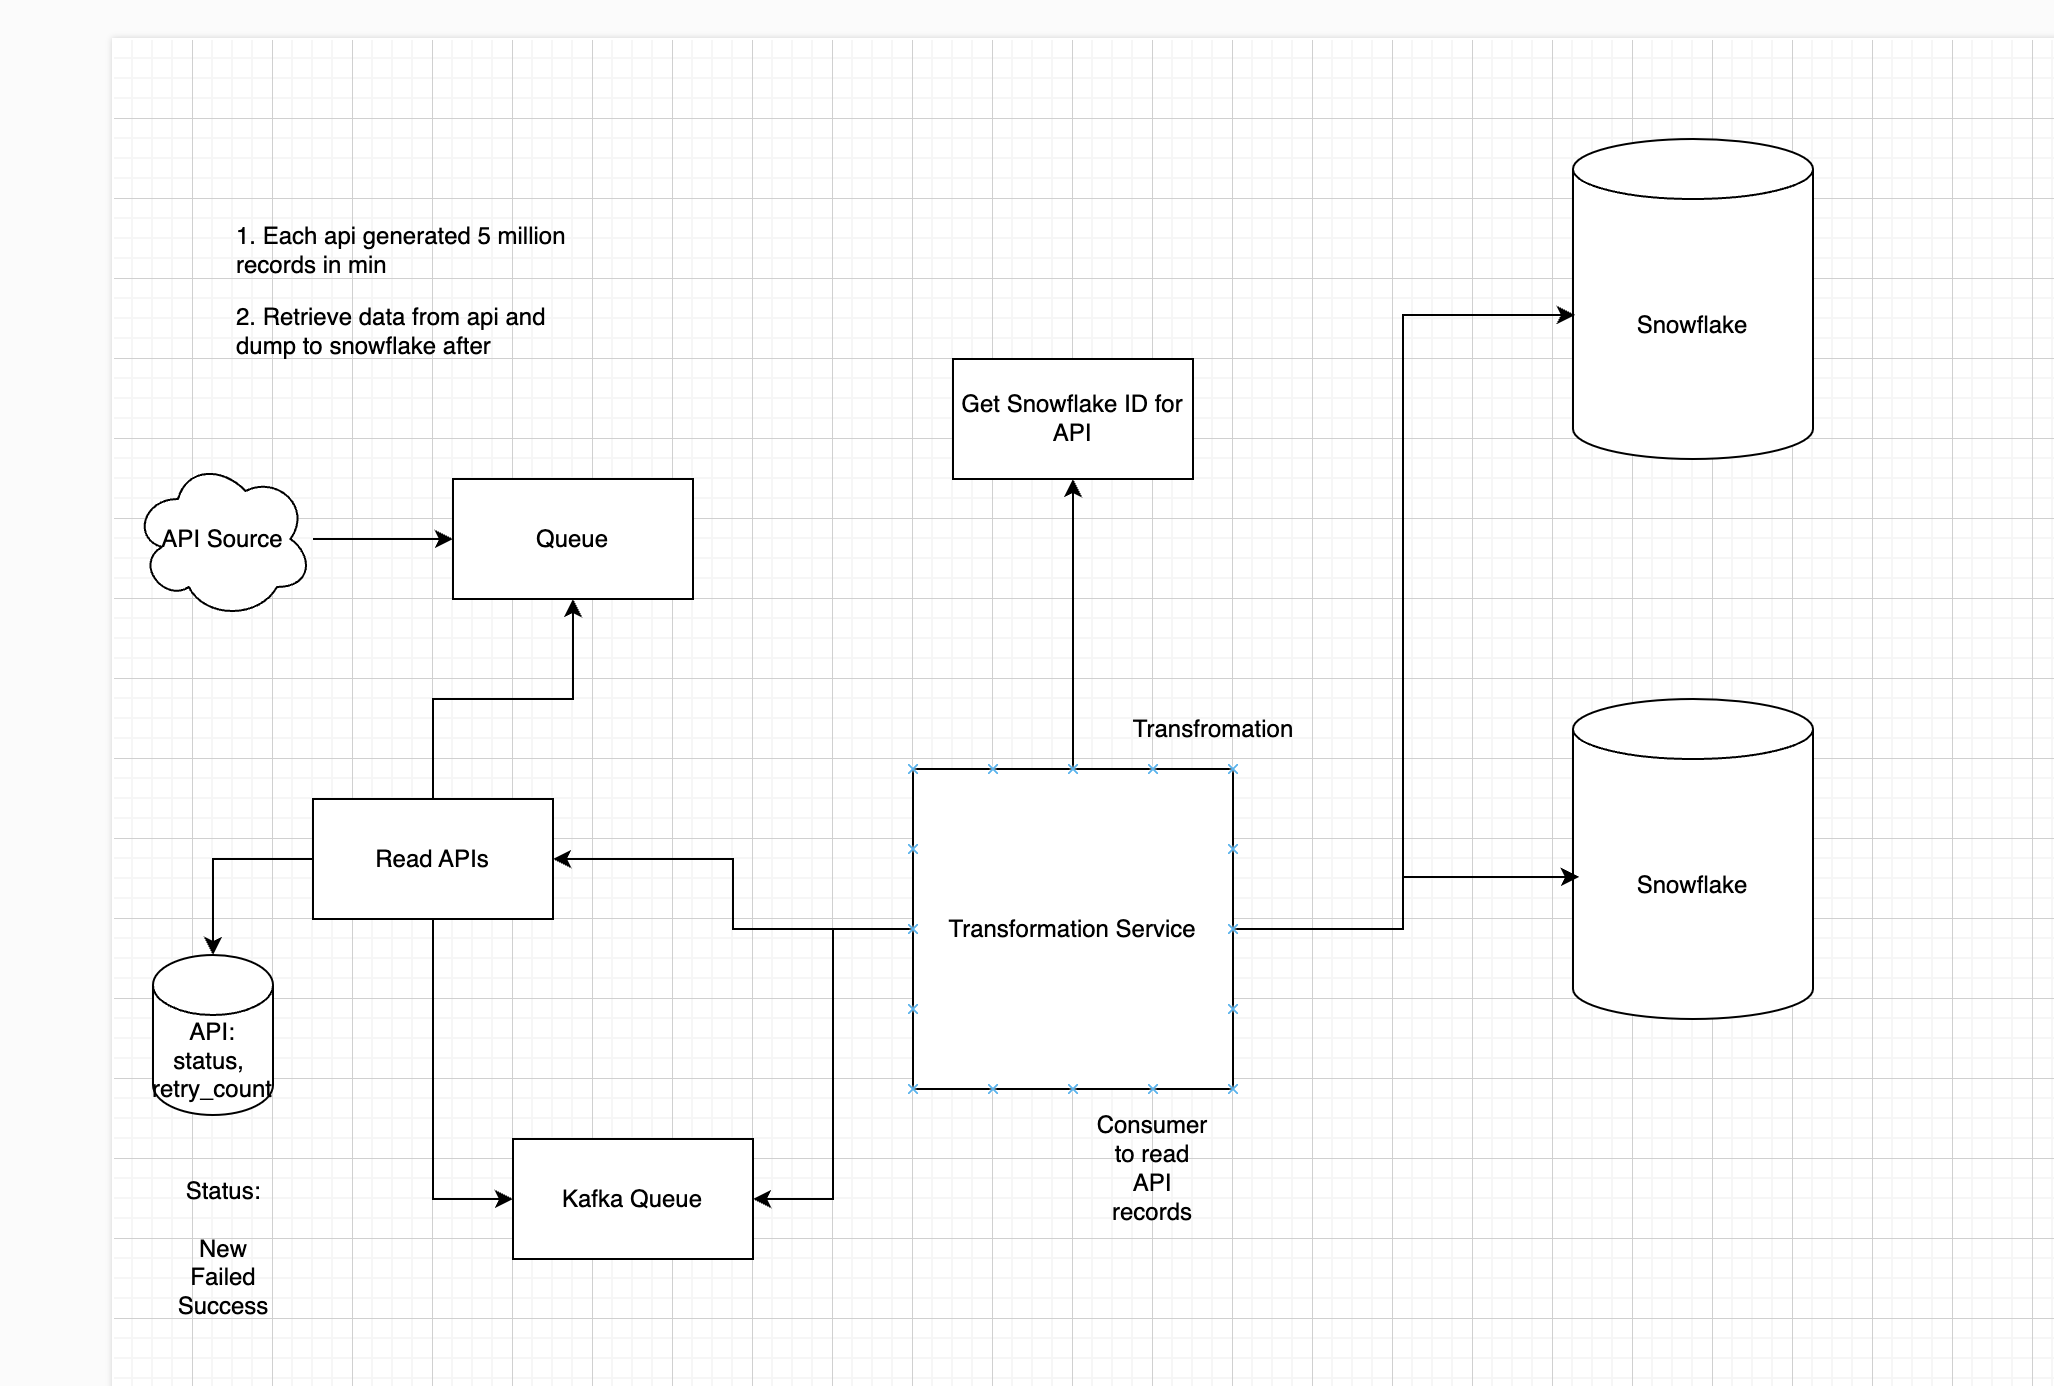 1. Each api generated 5 million
records in min
2. Retrieve data from api and
dump to snowflake after
Snowflake
Get Snowflake ID for
API
API Source
Queue
Transfromation
Read APIs
Transformation Service
Snowflake
API:
status,
retry_count
Consumer
to read
API
records
Kafka Queue
Status:
New
Failed
Success